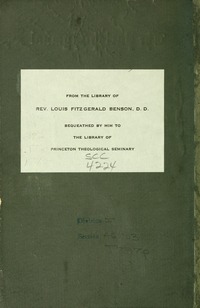 FROM THE LIBRARY OF
REV. LOUIS FITZGERALD BENSON, D. D.
BEQUEATHED BY HIM TO
THE LIBRARY OF
PRINCETON THEOLOGICAL SEMINARY
SCC
4224